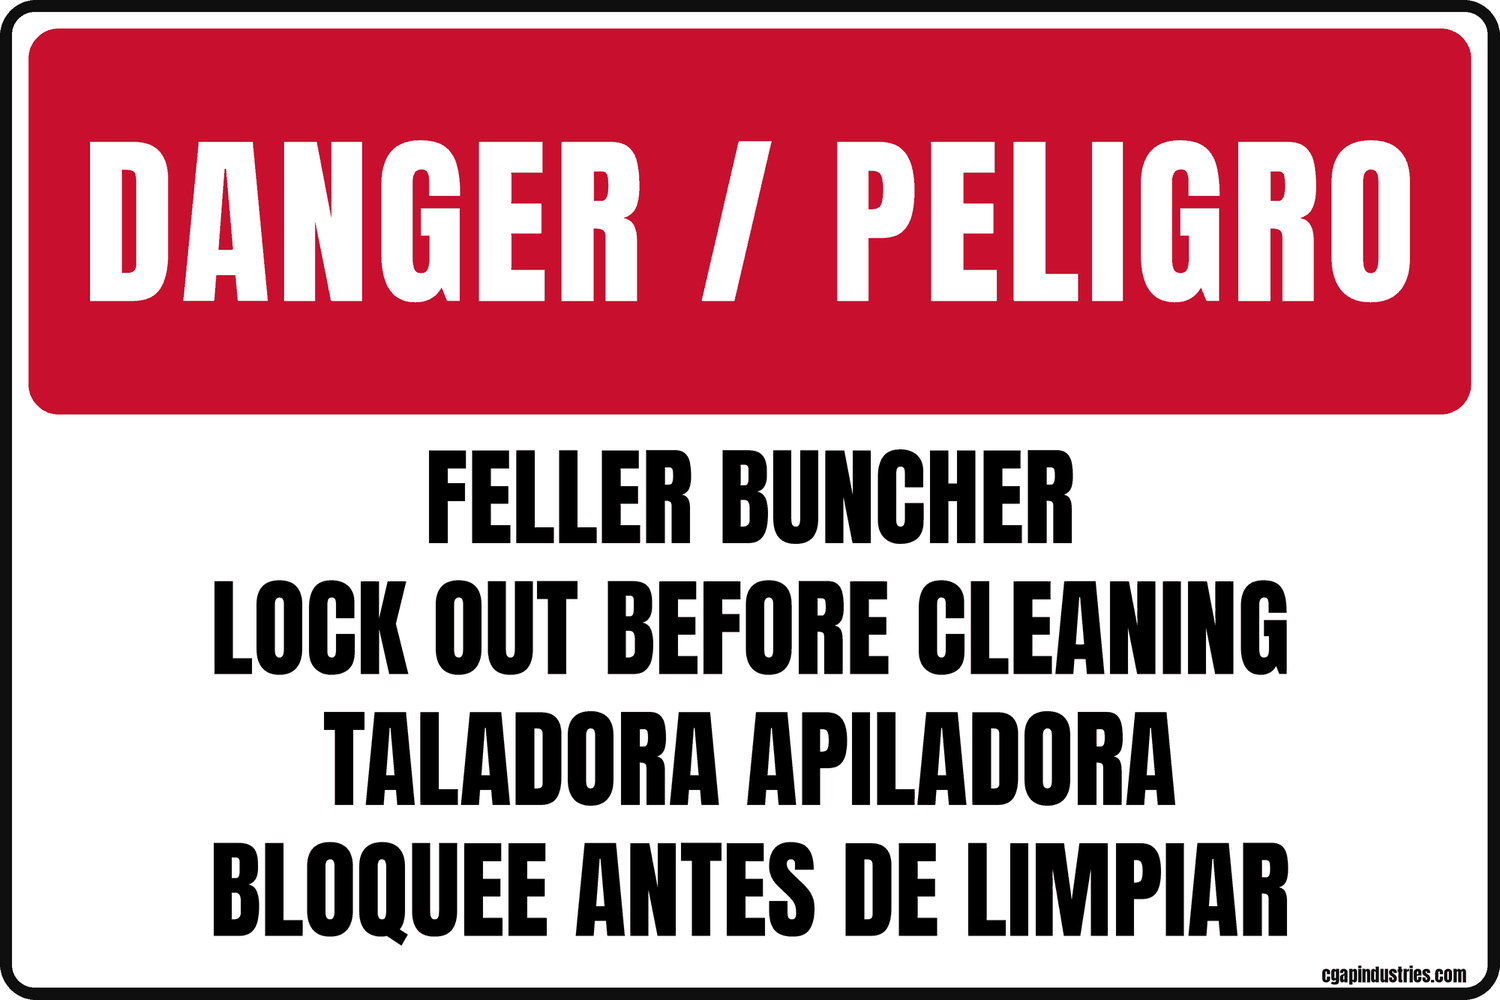 DANGER / PELIGRO
FELLER BUNCHER
LOCK OUT BEFORE CLEANING
TALADORA APILADORA
BLOQUEE ANTES DE LIMPIAR
cgapindustries.com